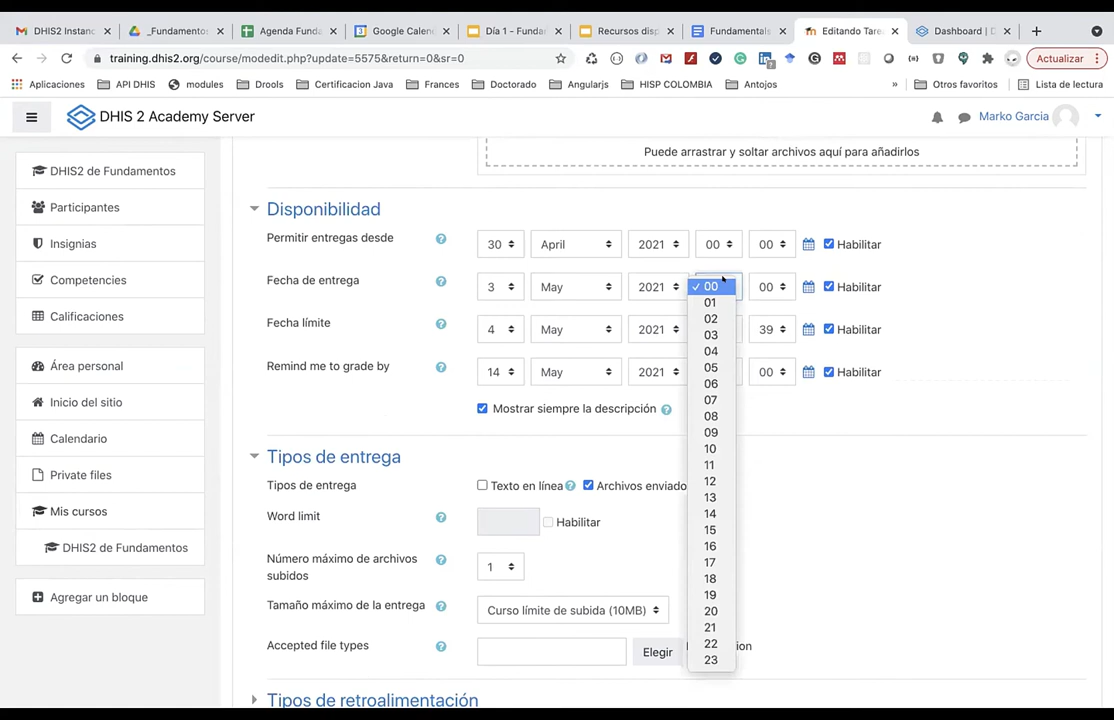 DHIS2 Instanc
_Fundamentos
Agenda Funda
Google Calen
Día 1 – Funda
Recursos disp
Fundamentals
Editando Tarea
Dashboard | D
training.dhis2.org/course/modedit.php?update=5575&return=0&sr=0
Actualizar
Aplicaciones
API DHIS
modules
Drools
Certificacion Java
Frances
Doctorado
Angularjs
HISP COLOMBIA
Antojos
»
Otros favoritos
Lista de lectura
DHIS 2 Academy Server
Marko Garcia
DHIS2 de Fundamentos
Participantes
Insignias
Competencies
Calificaciones
Área personal
Inicio del sitio
Calendario
Private files
Mis cursos
DHIS2 de Fundamentos
Agregar un bloque
Puede arrastrar y soltar archivos aquí para añadirlos
Disponibilidad
Permitir entregas desde ? 30 April 2021 00 00 Habilitar
Fecha de entrega ? 3 May 2021 00 Habilitar
Fecha límite ? 4 May 2021 39 Habilitar
Remind me to grade by ? 14 May 2021 00 Habilitar
Mostrar siempre la descripción ?
✓ 00
01
02
03
04
05
06
07
08
09
10
11
12
13
14
15
16
17
18
19
20
21
22
23
Tipos de entrega
Tipos de entrega Texto en línea ? Archivos enviado
Word limit ? Habilitar
Número máximo de archivos
subidos ? 1
Tamaño máximo de la entrega ? Curso límite de subida (10MB)
Accepted file types ? Elegir ion
Tipos de retroalimentación